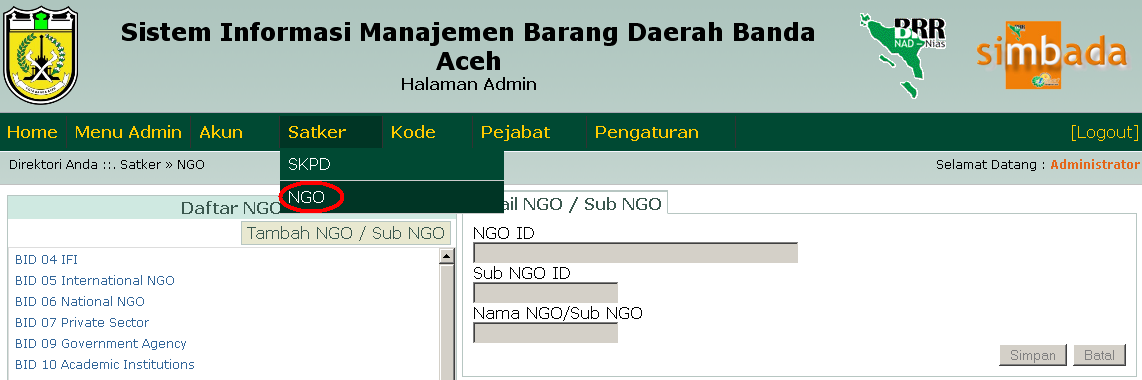 Sistem Informasi Manajemen Barang Daerah Banda
Aceh
Halaman Admin
BRR
NAD - Nias
simbada
Home Menu Admin Akun Satker Kode Pejabat Pengaturan [Logout]
Direktori Anda ::. Satker » NGO
Selamat Datang : Administrator
SKPD
NGO
Daftar NGO
Tambah NGO / Sub NGO
BID 04 IFI
BID 05 International NGO
BID 06 National NGO
BID 07 Private Sector
BID 09 Government Agency
BID 10 Academic Institutions
ail NGO / Sub NGO
NGO ID
Sub NGO ID
Nama NGO/Sub NGO
Simpan Batal